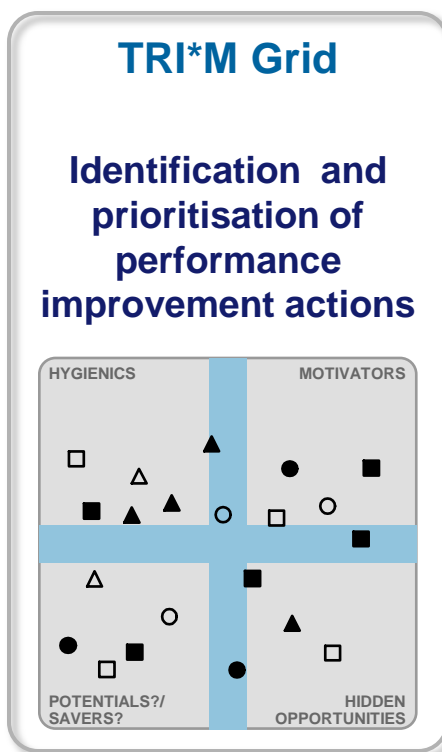 TRI*M Grid
Identification and
prioritisation of
performance
improvement actions
HYGIENICS
MOTIVATORS
POTENTIALS?/
SAVERS?
HIDDEN
OPPORTUNITIES